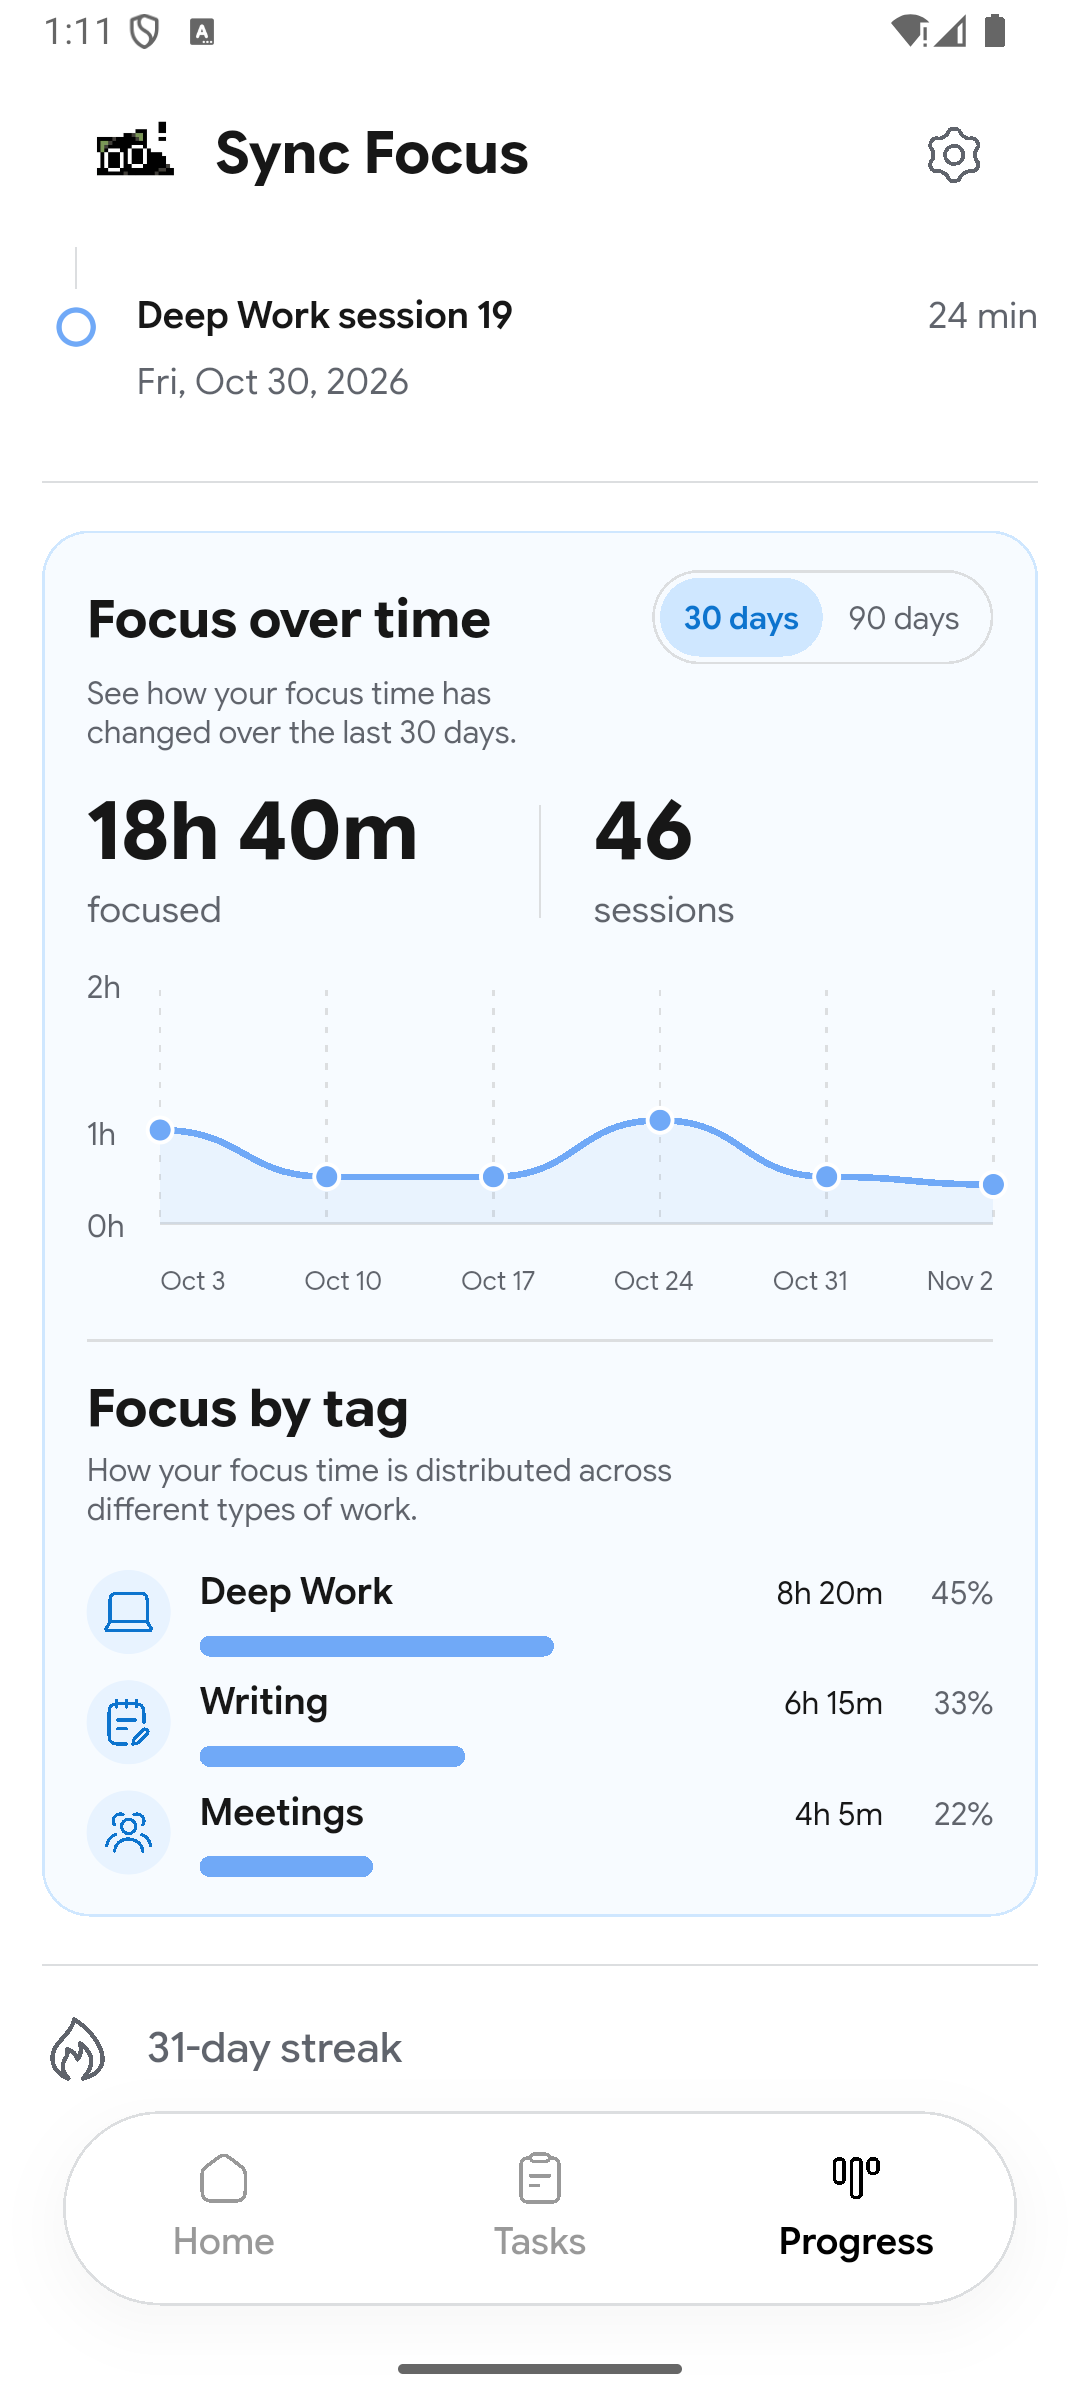 1:11
Sync Focus
Deep Work session 19
24 min
Fri, Oct 30, 2026
Focus over time
30 days
90 days
See how your focus time has
changed over the last 30 days.
18h 40m
focused
46
sessions
2h
1h
0h
Oct 3
Oct 10
Oct 17
Oct 24
Oct 31
Nov 2
Focus by tag
How your focus time is distributed across
different types of work.
Deep Work
8h 20m
45%
Writing
6h 15m
33%
Meetings
4h 5m
22%
31-day streak
Home
Tasks
Progress